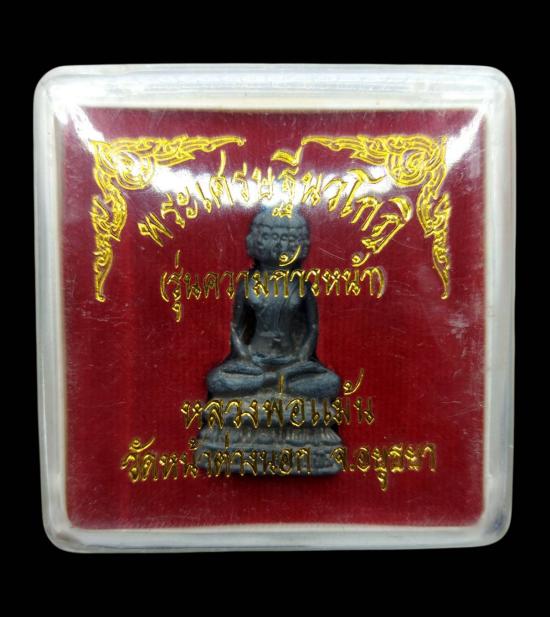 พระเศรษฐีนวโกฏิ
(รุ่นความก้าวหน้า)
หลวงพ่อแม้น
วัดหน้าต่างนอก จ.อยุธยา